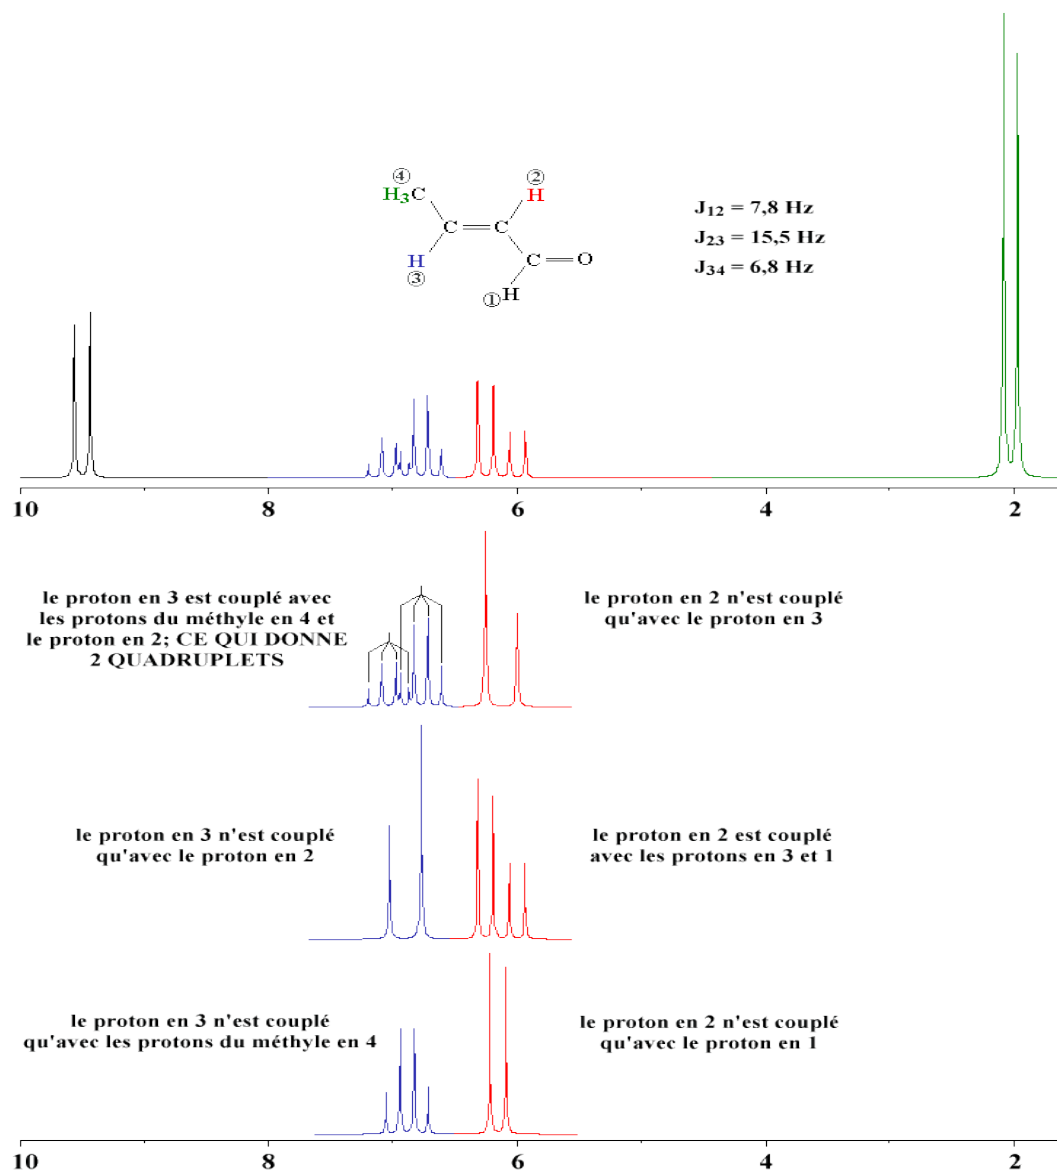 ④
H₃C
②
H
C
C
H
③
C
O
①
H
J₁₂ = 7,8 Hz
J₂₃ = 15,5 Hz
J₃₄ = 6,8 Hz
10
8
6
4
2
le proton en 3 est couplé avec
les protons du méthyle en 4 et
le proton en 2; CE QUI DONNE
2 QUADRUPLETS
le proton en 2 n'est couplé
qu'avec le proton en 3
le proton en 3 n'est couplé
qu'avec le proton en 2
le proton en 2 est couplé
avec les protons en 3 et 1
le proton en 3 n'est couplé
qu'avec les protons du méthyle en 4
le proton en 2 n'est couplé
qu'avec le proton en 1
10
8
6
4
2